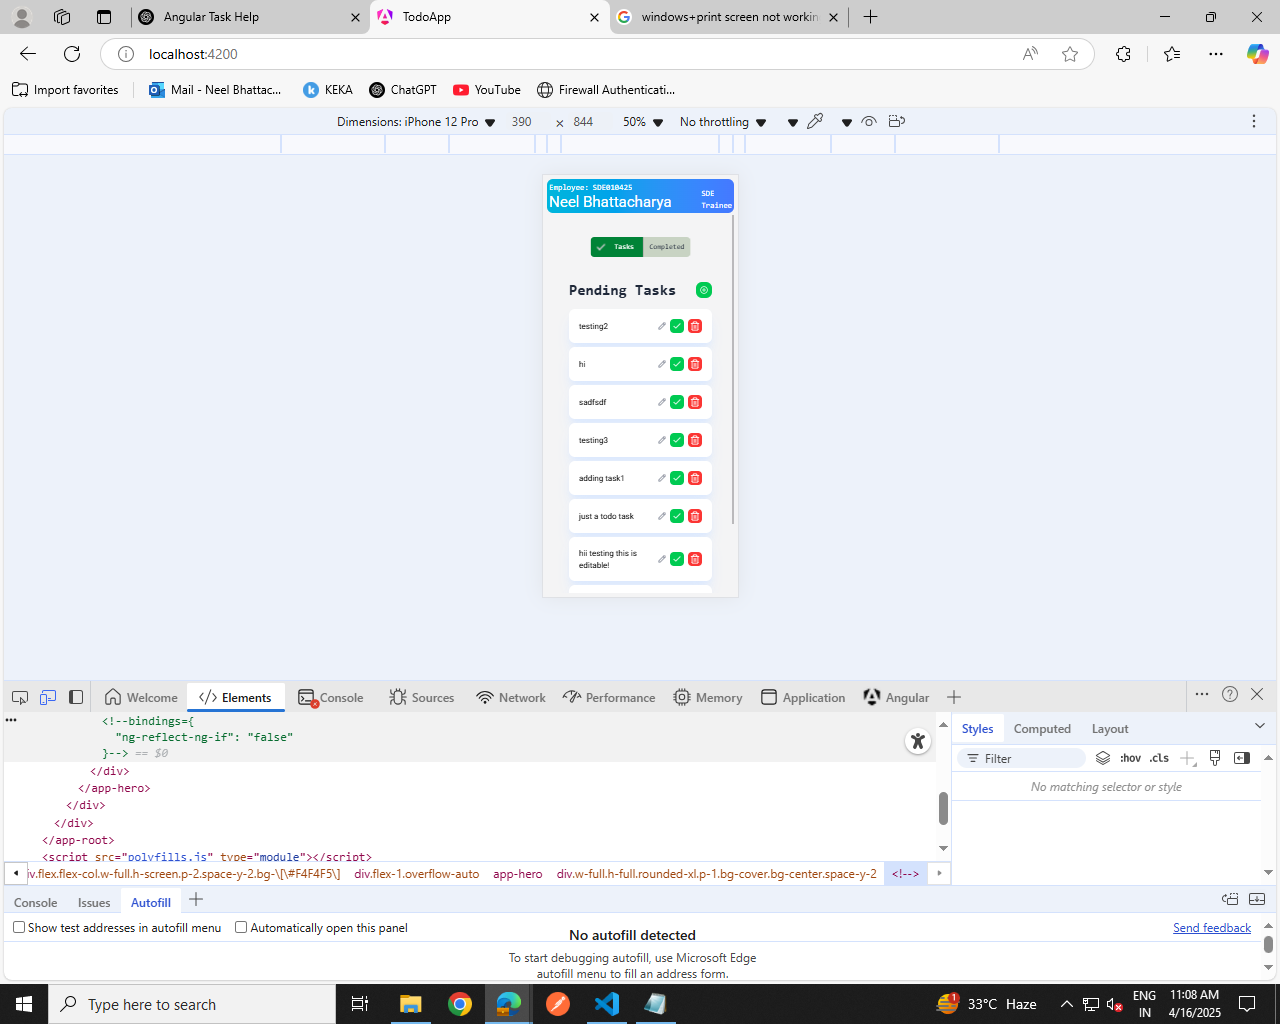 Angular Task Help
TodoApp
windows+print screen not workin
localhost:4200
Import favorites
Mail - Neel Bhattac...
KEKA
ChatGPT
YouTube
Firewall Authenticati...
Dimensions: iPhone 12 Pro
390
×
844
50%
No throttling
Employee: SDE010425
Neel Bhattacharya
SDE
Trainee
Tasks
Completed
Pending Tasks
testing2
hi
sadfsdf
testing3
adding task1
just a todo task
hii testing this is
editable!
Welcome
Elements
Console
Sources
Network
Performance
Memory
Application
Angular
<!--bindings={
"ng-reflect-ng-if": "false"
}--> == $0
</div>
</app-hero>
</div>
</div>
</app-root>
<script src="polyfills.js" type="module"></script>
iv.flex.flex-col.w-full.h-screen.p-2.space-y-2.bg-\[\#F4F4F5\]
div.flex-1.overflow-auto
app-hero
div.w-full.h-full.rounded-xl.p-1.bg-cover.bg-center.space-y-2
<!-->
Styles
Computed
Layout
Filter
:hov
.cls
No matching selector or style
Console
Issues
Autofill
Show test addresses in autofill menu
Automatically open this panel
Send feedback
No autofill detected
To start debugging autofill, use Microsoft Edge
autofill menu to fill an address form.
Type here to search
1
33°C Haze
ENG
IN
11:08 AM
4/16/2025